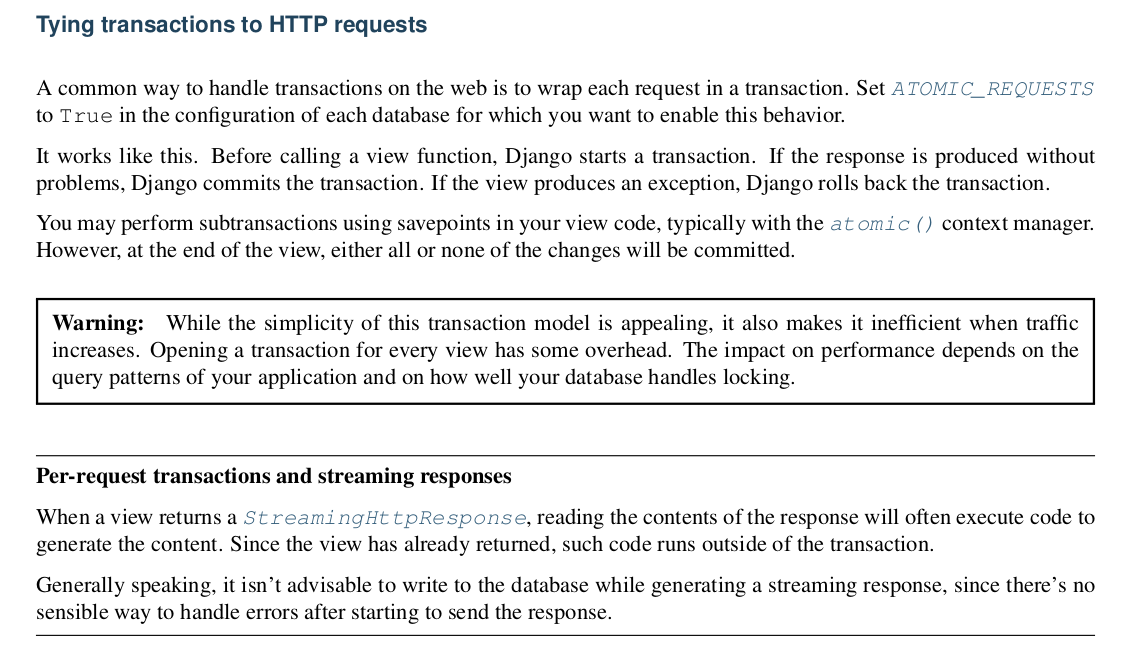 Tying transactions to HTTP requests
A common way to handle transactions on the web is to wrap each request in a transaction. Set ATOMIC_REQUESTS
to True in the configuration of each database for which you want to enable this behavior.
It works like this. Before calling a view function, Django starts a transaction. If the response is produced without
problems, Django commits the transaction. If the view produces an exception, Django rolls back the transaction.
You may perform subtransactions using savepoints in your view code, typically with the atomic() context manager.
However, at the end of the view, either all or none of the changes will be committed.
Warning: While the simplicity of this transaction model is appealing, it also makes it inefficient when traffic
increases. Opening a transaction for every view has some overhead. The impact on performance depends on the
query patterns of your application and on how well your database handles locking.
Per-request transactions and streaming responses
When a view returns a StreamingHttpResponse, reading the contents of the response will often execute code to
generate the content. Since the view has already returned, such code runs outside of the transaction.
Generally speaking, it isn't advisable to write to the database while generating a streaming response, since there's no
sensible way to handle errors after starting to send the response.